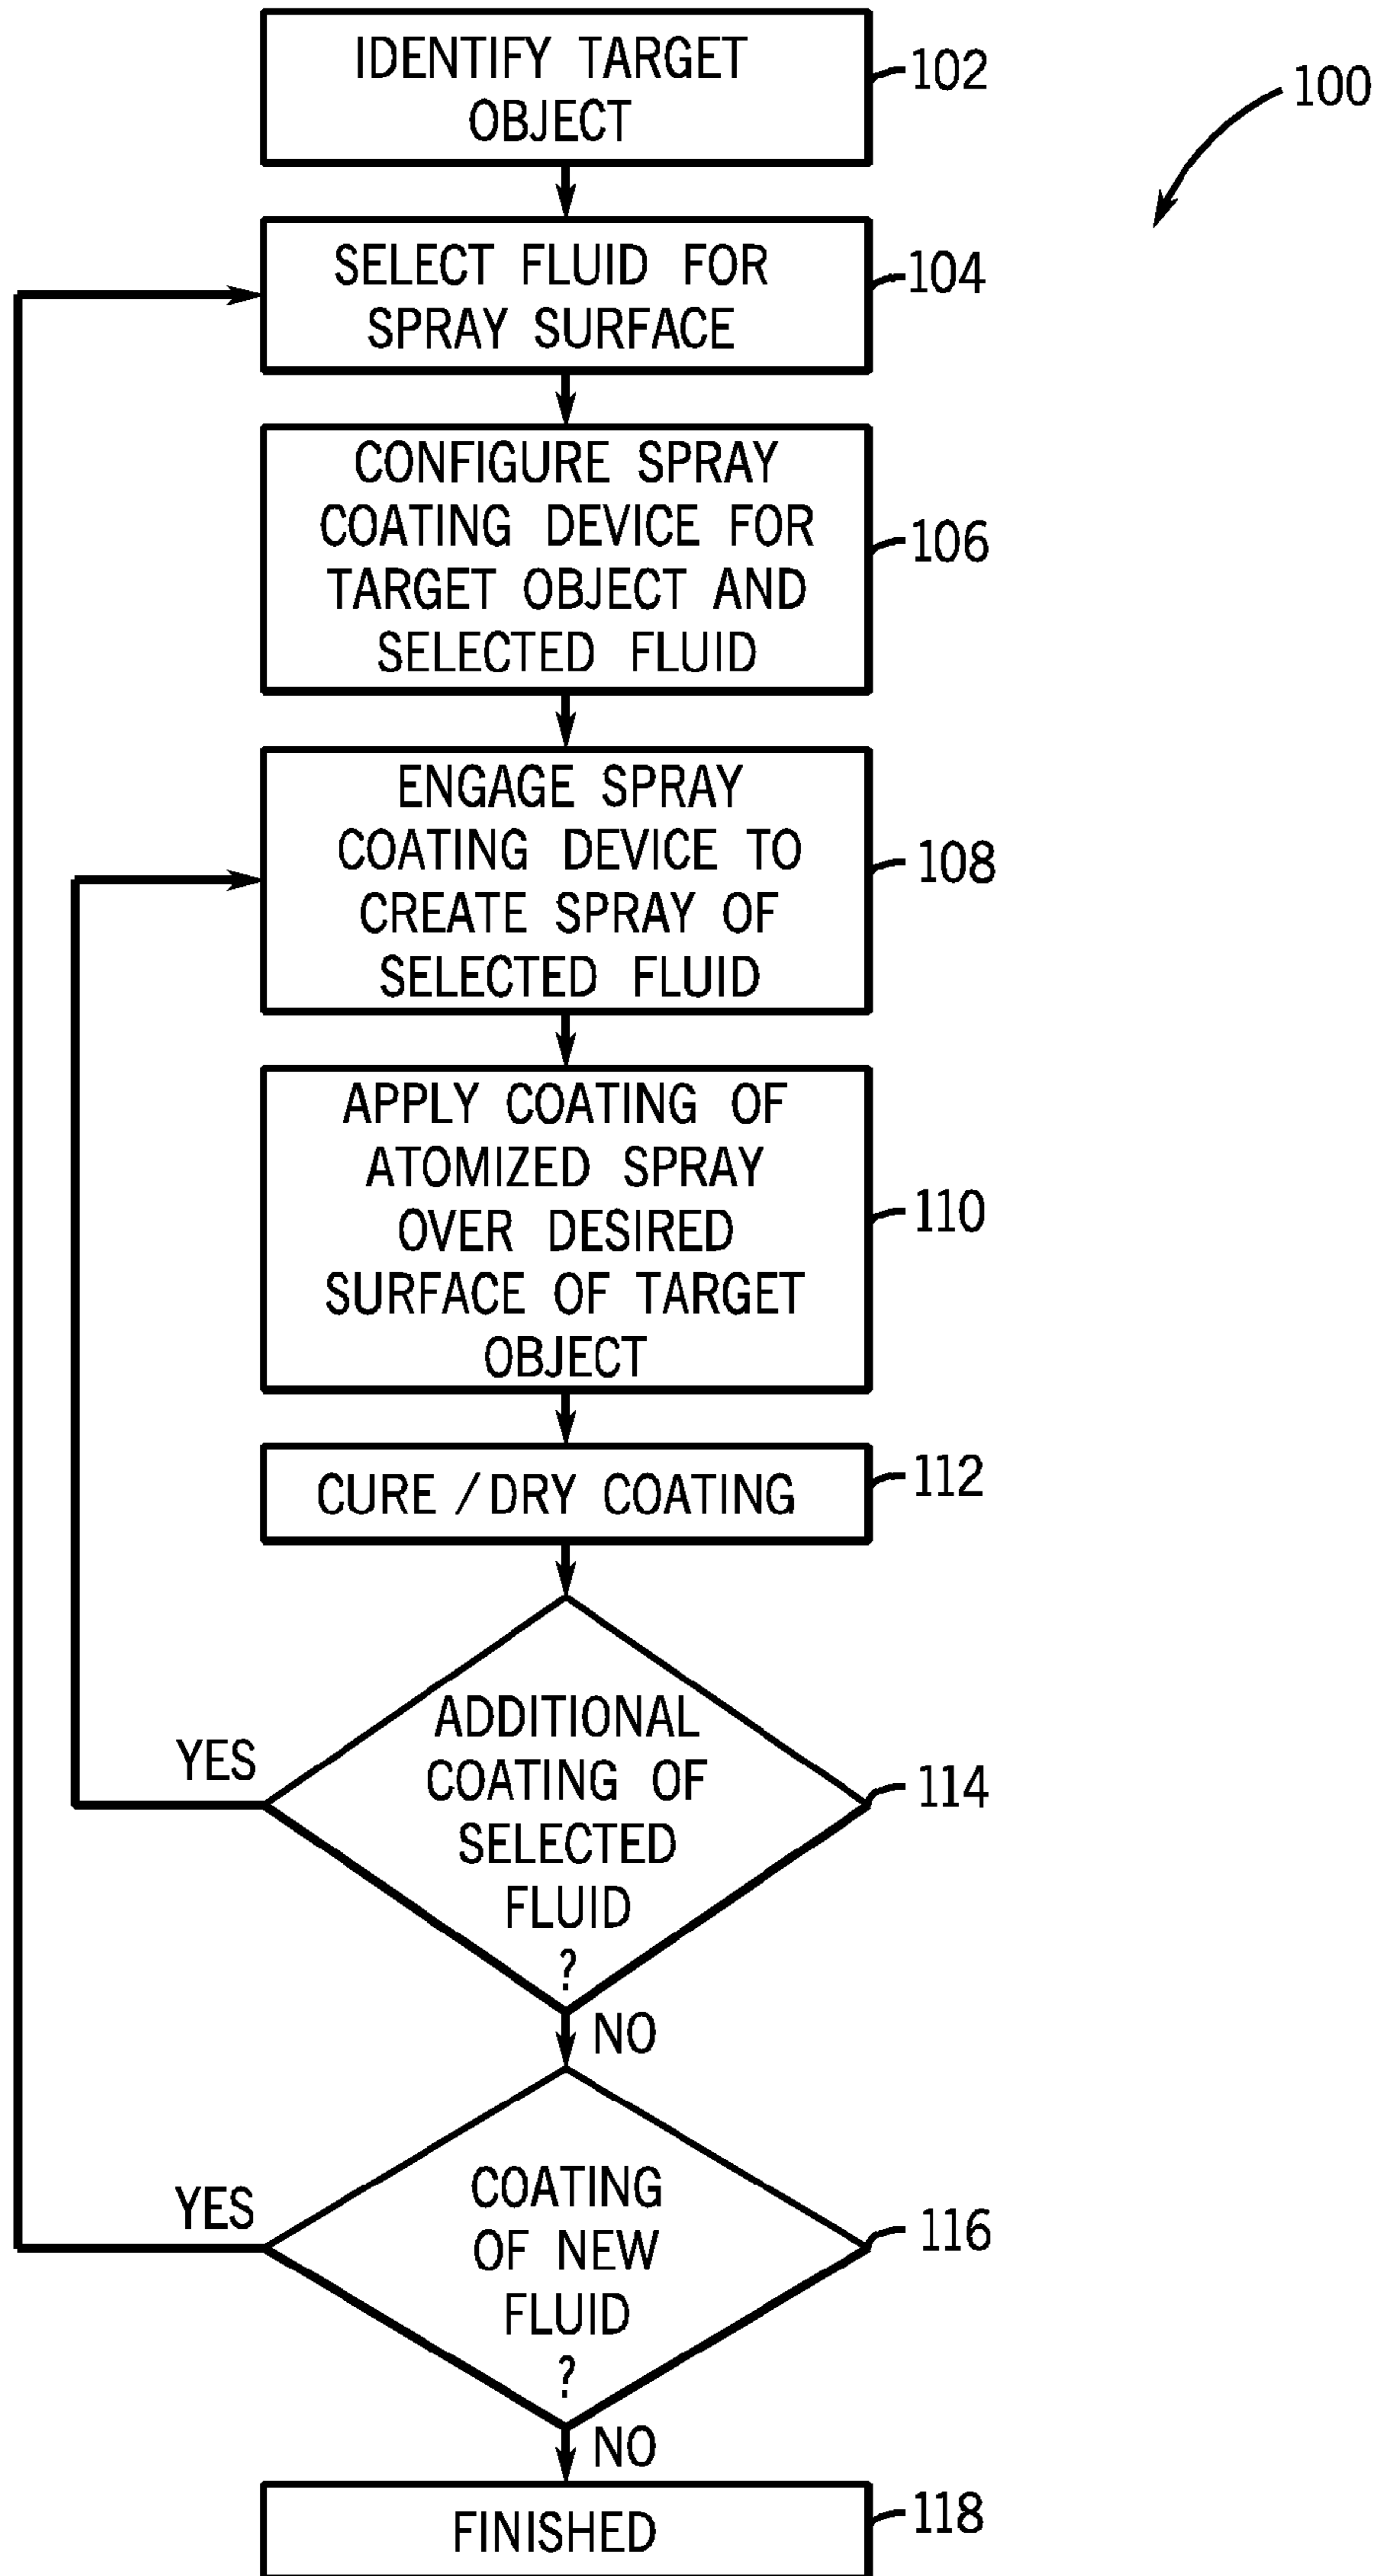 IDENTIFY TARGET
OBJECT
102
100
SELECT FLUID FOR
SPRAY SURFACE
104
CONFIGURE SPRAY
COATING DEVICE FOR
TARGET OBJECT AND
SELECTED FLUID
106
ENGAGE SPRAY
COATING DEVICE TO
CREATE SPRAY OF
SELECTED FLUID
108
APPLY COATING OF
ATOMIZED SPRAY
OVER DESIRED
SURFACE OF TARGET
OBJECT
110
CURE / DRY COATING
112
ADDITIONAL
COATING OF
SELECTED
FLUID
?
YES
114
NO
COATING
OF NEW
FLUID
?
YES
116
NO
FINISHED
118